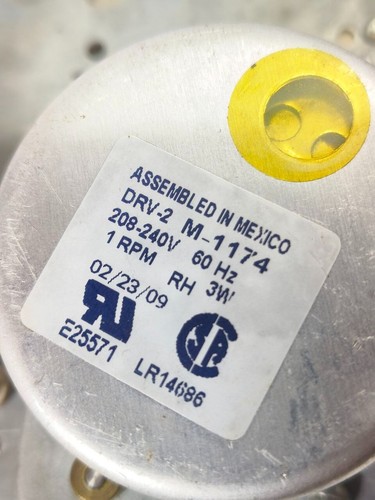 ASSEMBLED IN MEXICO
DRV-2 M-1174
208-240V 60 Hz
1 RPM RH 3W
02/23/09
E25571 LR14686